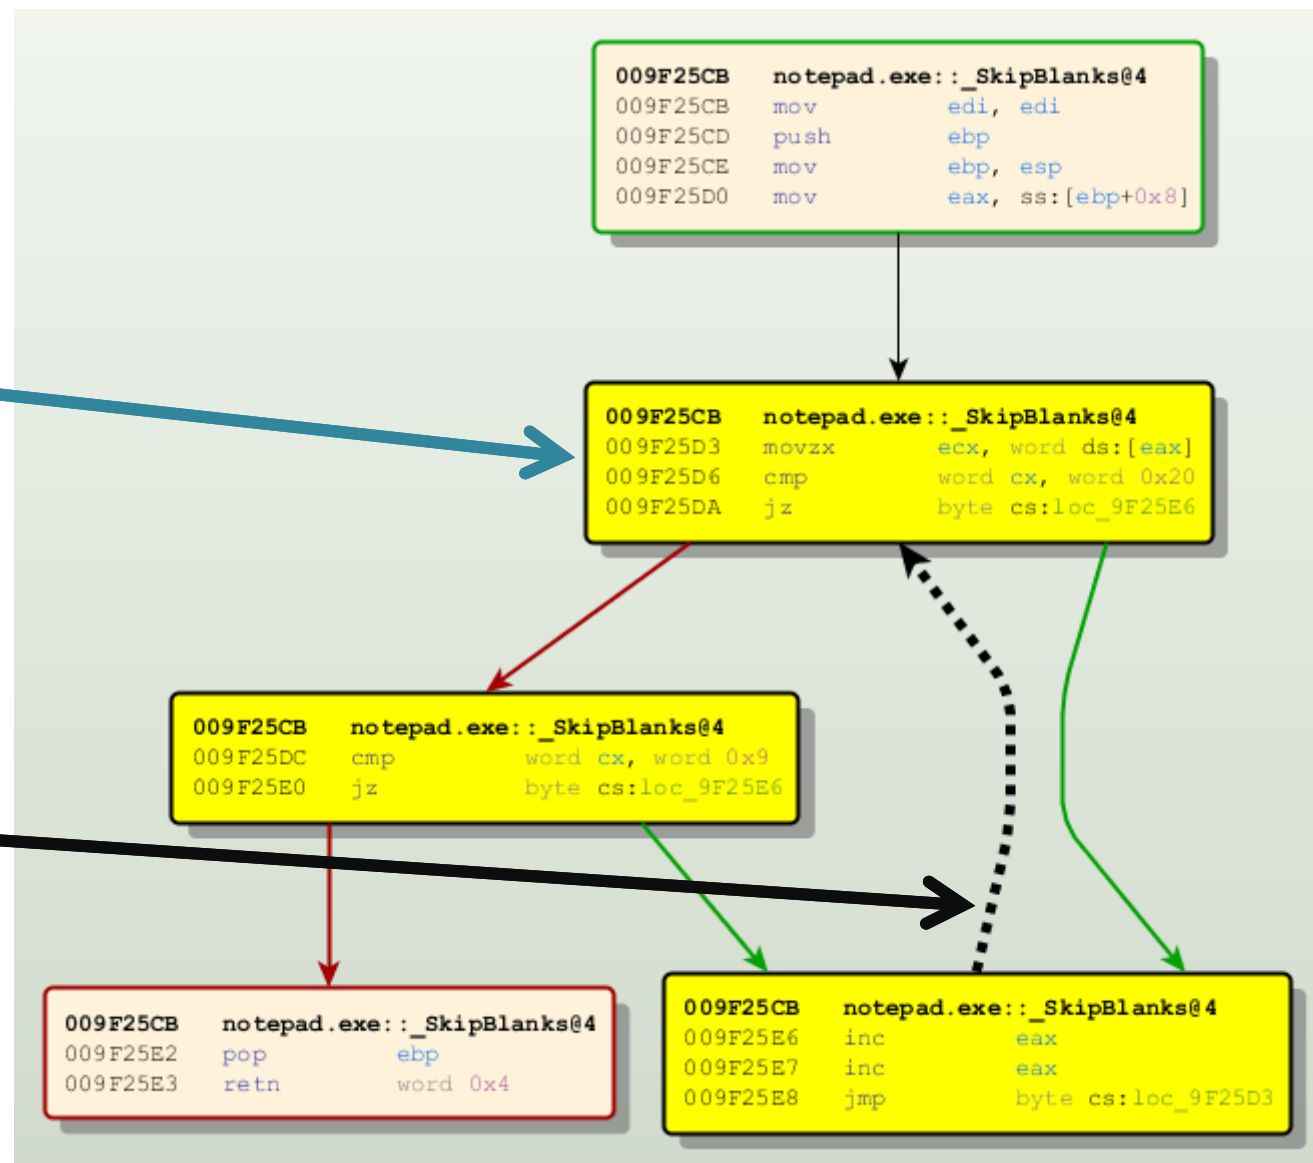 009F25CB notepad.exe::_SkipBlanks@4
009F25CB mov edi, edi
009F25CD push ebp
009F25CE mov ebp, esp
009F25D0 mov eax, ss:[ebp+0x8]
009F25CB notepad.exe::_SkipBlanks@4
009F25D3 movzx ecx, word ds:[eax]
009F25D6 cmp word cx, word 0x20
009F25DA jz byte cs:loc_9F25E6
009F25CB notepad.exe::_SkipBlanks@4
009F25DC cmp word cx, word 0x9
009F25E0 jz byte cs:loc_9F25E6
009F25CB notepad.exe::_SkipBlanks@4
009F25E2 pop ebp
009F25E3 retn word 0x4
009F25CB notepad.exe::_SkipBlanks@4
009F25E6 inc eax
009F25E7 inc eax
009F25E8 jmp byte cs:loc_9F25D3